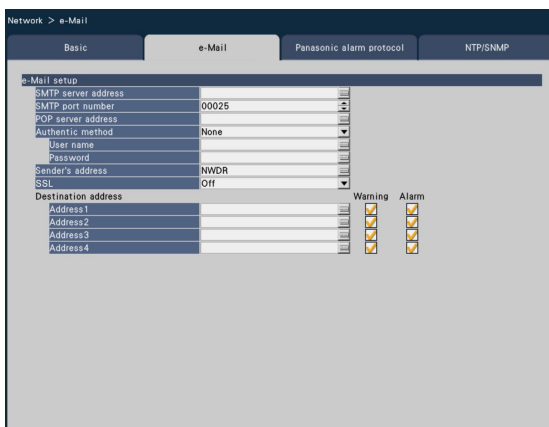 Network > e-Mail
Basic e-Mail Panasonic alarm protocol NTP/SNMP
e-Mail setup
SMTP server address
SMTP port number 00025
POP server address
Authentic method None
User name
Password
Sender's address NWDR
SSL Off
Destination address Warning Alarm
Address1
Address2
Address3
Address4